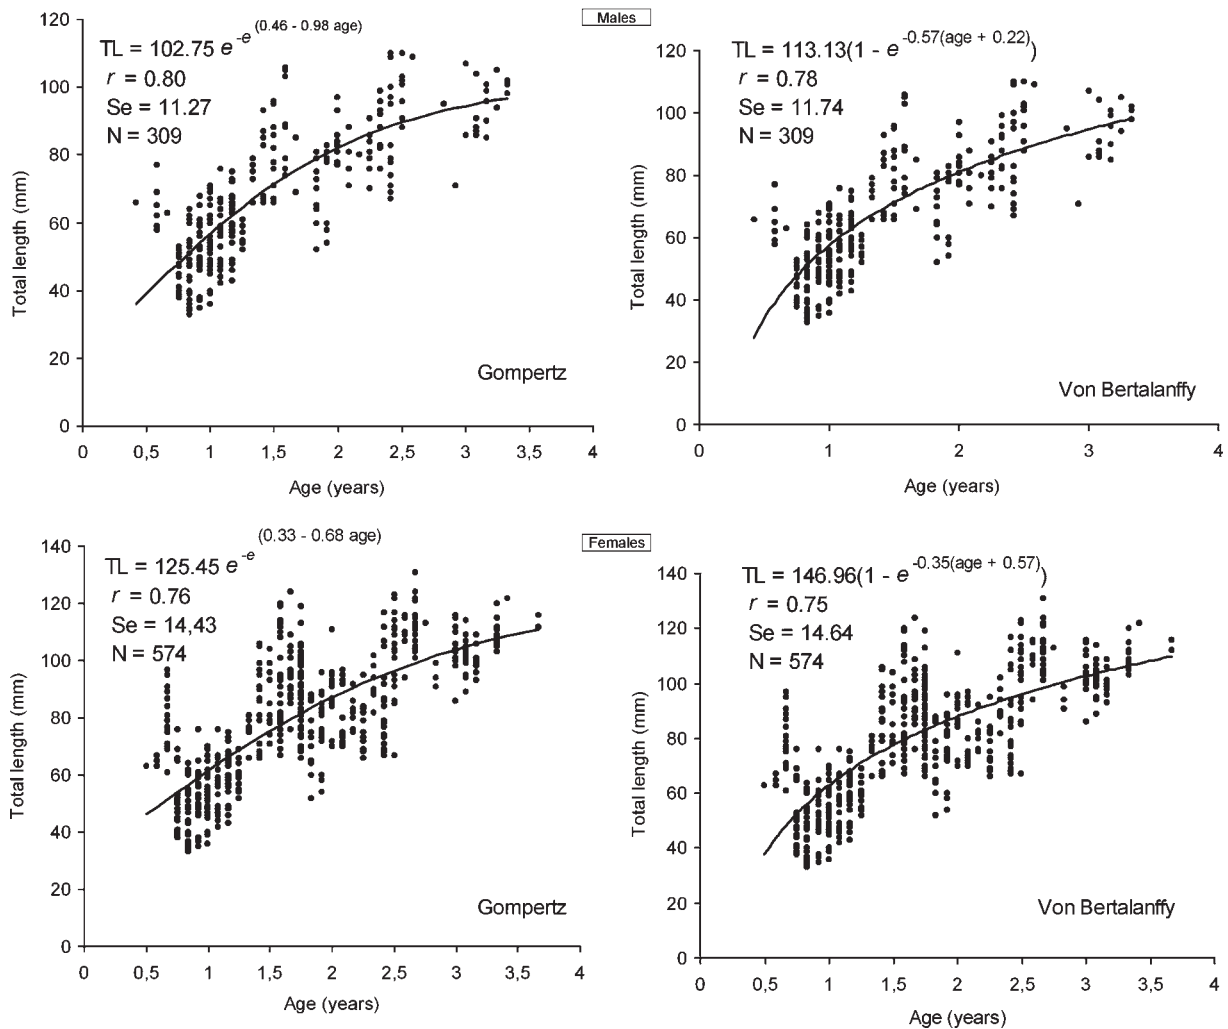 Males
TL = 102.75 e^-e^(0.46 - 0.98 age)
r = 0.80
Se = 11.27
N = 309
120
100
80
60
40
20
0
Total length (mm)
Gompertz
0 0,5 1 1,5 2 2,5 3 3,5 4
Age (years)
TL = 113.13(1 - e^-0.57(age + 0.22))
r = 0.78
Se = 11.74
N = 309
120
100
80
60
40
20
0
Total length (mm)
Von Bertalanffy
0 1 2 3 4
Age (years)
Females
TL = 125.45 e^-e^(0.33 - 0.68 age)
r = 0.76
Se = 14,43
N = 574
140
120
100
80
60
40
20
0
Total length (mm)
Gompertz
0 0,5 1 1,5 2 2,5 3 3,5 4
Age (years)
TL = 146.96(1 - e^-0.35(age + 0.57))
r = 0.75
Se = 14.64
N = 574
140
120
100
80
60
40
20
0
Total length (mm)
Von Bertalanffy
0 0,5 1 1,5 2 2,5 3 3,5 4
Age (years)